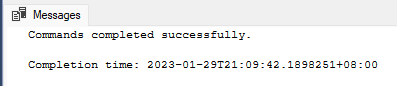 Messages
Commands completed successfully.
Completion time: 2023-01-29T21:09:42.1898251+08:00